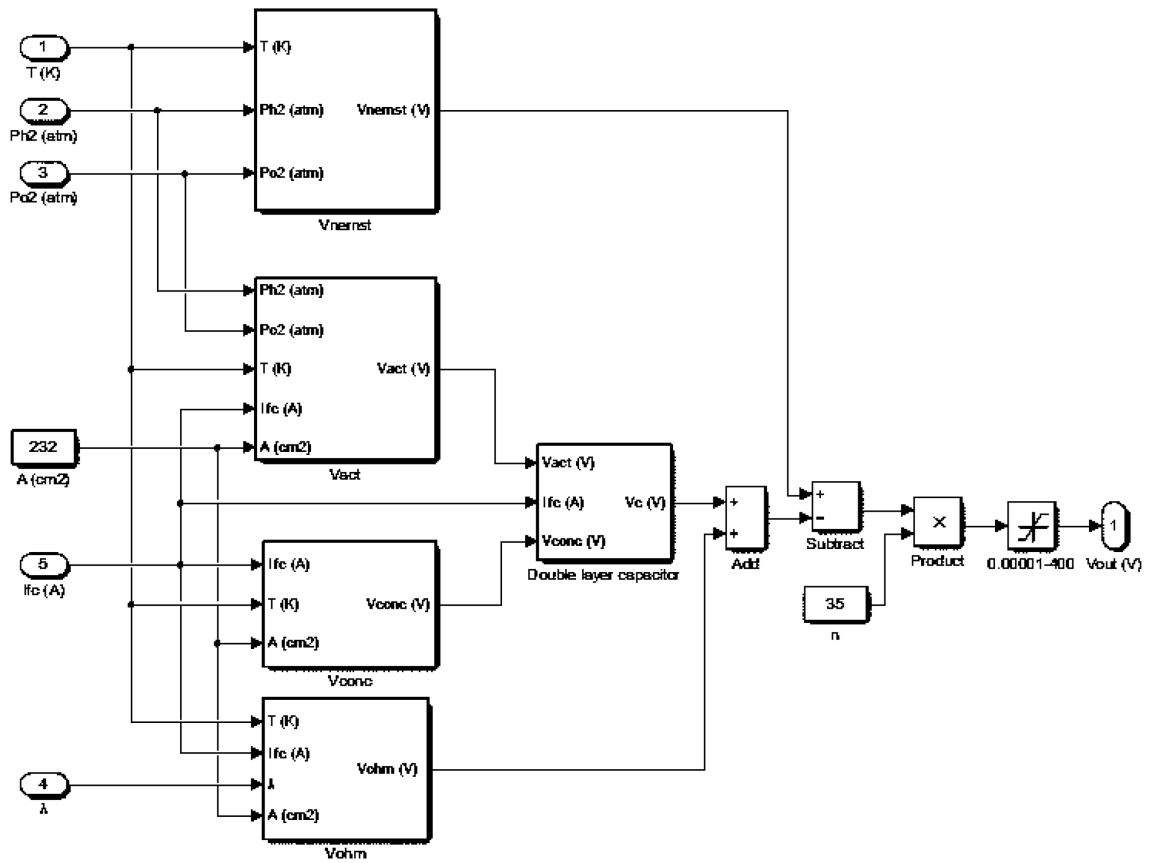 1
T (K)
2
Ph2 (atm)
3
Po2 (atm)
T (K)
Ph2 (atm)
Po2 (atm)
Vnernst (V)
Vnernst
Ph2 (atm)
Po2 (atm)
T (K)
Ifc (A)
A (cm2)
Vact (V)
Vact
232
A (cm2)
5
Ifc (A)
Ifc (A)
T (K)
A (cm2)
Vconc (V)
Vconc
4
λ
T (K)
Ifc (A)
λ
A (cm2)
Vohm (V)
Vohm
Vact (V)
Ifc (A)
Vconc (V)
Vc (V)
Double layer capacitor
+
+
Add
+
−
Subtract
35
n
×
Product
0.00001-400
1
Vout (V)